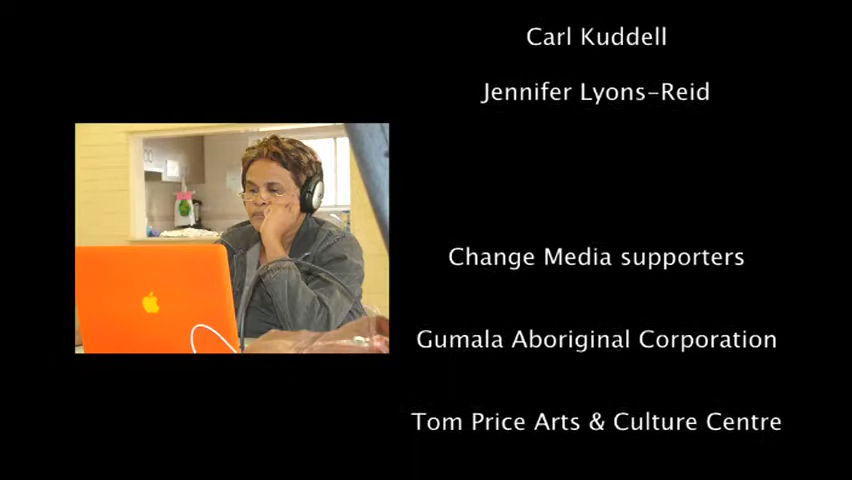 Carl Kuddell
Jennifer Lyons-Reid
Change Media supporters
Gumala Aboriginal Corporation
Tom Price Arts & Culture Centre